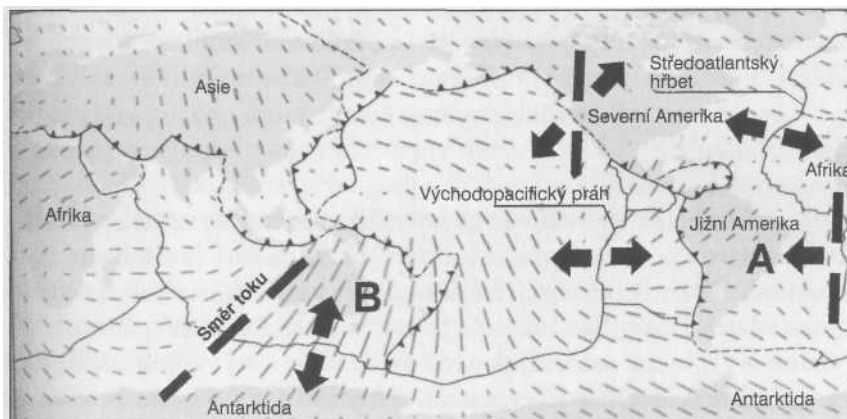 Středoatlantský
hřbet
Asie
Severní Amerika
Afrika
Východopacifický práh
Afrika
Jižní Amerika
A
B
Směr toku
Antarktida
Antarktida